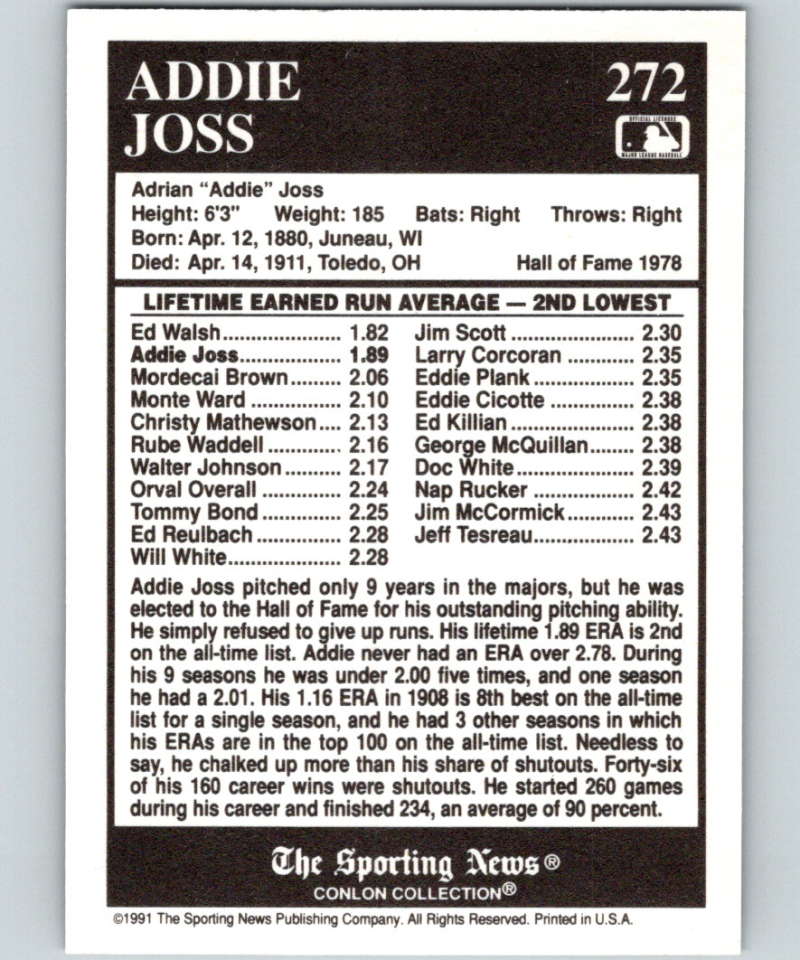 ADDIE
JOSS
272
OFFICIAL LICENSEE
MAJOR LEAGUE BASEBALL
Adrian “Addie” Joss
Height: 6'3" Weight: 185 Bats: Right Throws: Right
Born: Apr. 12, 1880, Juneau, WI
Died: Apr. 14, 1911, Toledo, OH Hall of Fame 1978
LIFETIME EARNED RUN AVERAGE — 2ND LOWEST
Ed Walsh..................... 1.82
Addie Joss.................. 1.89
Mordecai Brown......... 2.06
Monte Ward ................ 2.10
Christy Mathewson.... 2.13
Rube Waddell ............. 2.16
Walter Johnson .......... 2.17
Orval Overall .............. 2.24
Tommy Bond .............. 2.25
Ed Reulbach ............... 2.28
Will White.................... 2.28
Jim Scott ..................... 2.30
Larry Corcoran ............ 2.35
Eddie Plank .................. 2.35
Eddie Cicotte ............... 2.38
Ed Killian ...................... 2.38
George McQuillan........ 2.38
Doc White ..................... 2.39
Nap Rucker .................. 2.42
Jim McCormick............ 2.43
Jeff Tesreau.................. 2.43
Addie Joss pitched only 9 years in the majors, but he was
elected to the Hall of Fame for his outstanding pitching ability.
He simply refused to give up runs. His lifetime 1.89 ERA is 2nd
on the all-time list. Addie never had an ERA over 2.78. During
his 9 seasons he was under 2.00 five times, and one season
he had a 2.01. His 1.16 ERA in 1908 is 8th best on the all-time
list for a single season, and he had 3 other seasons in which
his ERAs are in the top 100 on the all-time list. Needless to
say, he chalked up more than his share of shutouts. Forty-six
of his 160 career wins were shutouts. He started 260 games
during his career and finished 234, an average of 90 percent.
The Sporting News®
CONLON COLLECTION®
©1991 The Sporting News Publishing Company. All Rights Reserved. Printed in U.S.A.